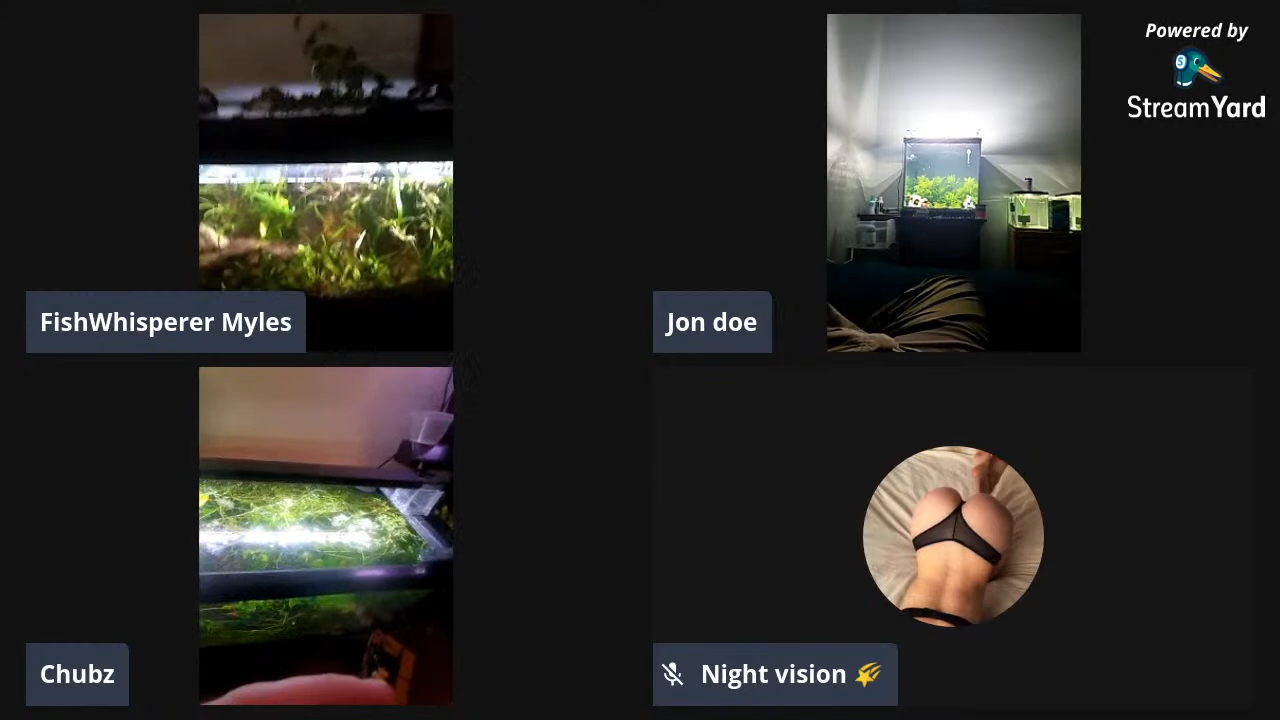 Powered by
StreamYard
FishWhisperer Myles
Jon doe
Chubz
Night vision